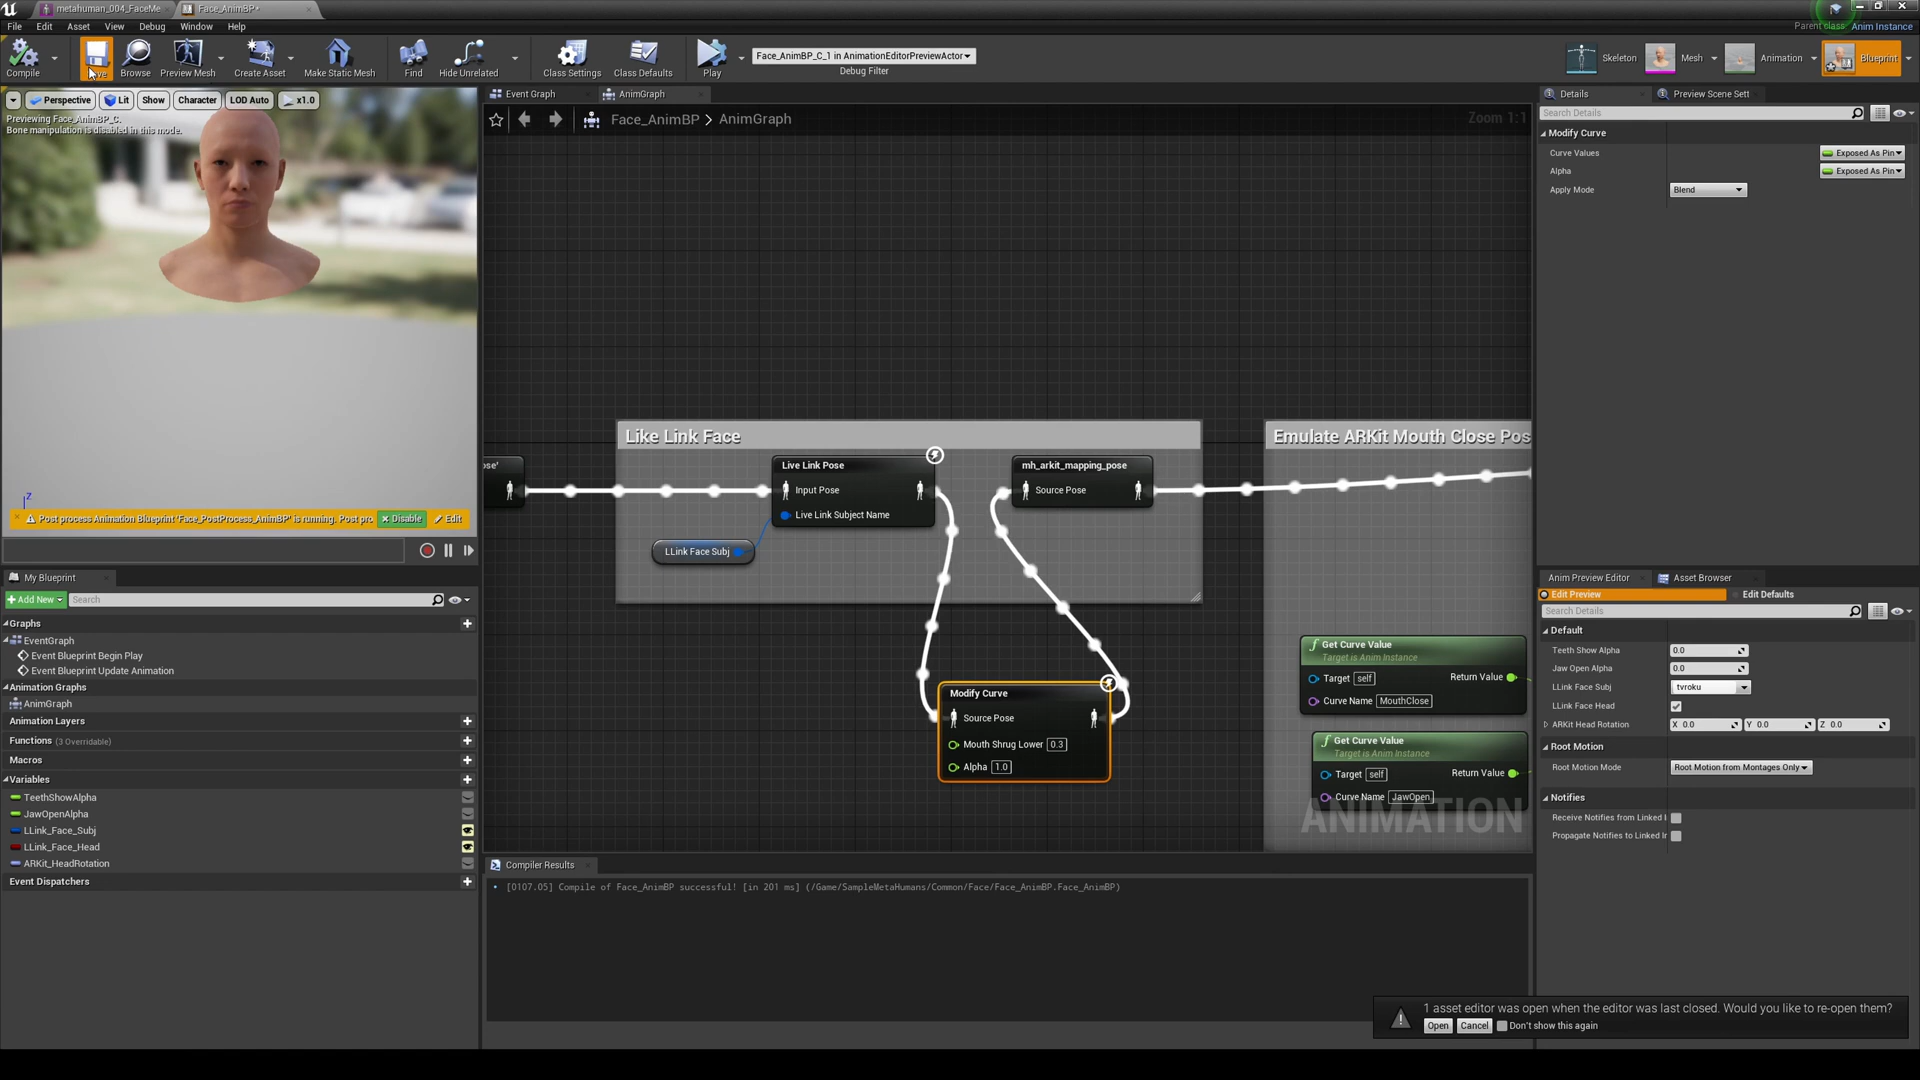 metahuman_004_FaceMe
Face_AnimBP*
File Edit Asset View Debug Window Help
Parent class: Anim Instance
Compile
Browse
Preview Mesh
Create Asset
Make Static Mesh
Find
Hide Unrelated
Class Settings
Class Defaults
Play
Face_AnimBP_C_1 in AnimationEditorPreviewActor
Debug Filter
Skeleton
Mesh
Animation
Blueprint
Perspective Lit Show Character LOD Auto x1.0
Previewing Face_AnimBP_C.
Bone manipulation is disabled in this mode.
Z
Post process Animation Blueprint 'Face_PostProcess_AnimBP' is running. Post pro
Disable
Edit
My Blueprint
Add New
Search
Graphs
EventGraph
Event Blueprint Begin Play
Event Blueprint Update Animation
Animation Graphs
AnimGraph
Animation Layers
Functions (3 Overridable)
Macros
Variables
TeethShowAlpha
JawOpenAlpha
LLink_Face_Subj
LLink_Face_Head
ARKit_HeadRotation
Event Dispatchers
Event Graph
AnimGraph
Face_AnimBP > AnimGraph
Zoom 1:1
ose'
Like Link Face
Live Link Pose
Input Pose
Live Link Subject Name
LLink Face Subj
mh_arkit_mapping_pose
Source Pose
Modify Curve
Source Pose
Mouth Shrug Lower 0.3
Alpha 1.0
Emulate ARKit Mouth Close Pos
Get Curve Value
Target is Anim Instance
Target self
Return Value
Curve Name MouthClose
Get Curve Value
Target is Anim Instance
Target self
Return Value
Curve Name JawOpen
ANIMATION
Compiler Results
[0107.05] Compile of Face_AnimBP successful! [in 201 ms] (/Game/SampleMetaHumans/Common/Face/Face_AnimBP.Face_AnimBP)
Details
Preview Scene Sett
Search Details
Modify Curve
Curve Values Exposed As Pin
Alpha Exposed As Pin
Apply Mode Blend
Anim Preview Editor
Asset Browser
Edit Preview
Edit Defaults
Search Details
Default
Teeth Show Alpha 0.0
Jaw Open Alpha 0.0
LLink Face Subj tvroku
LLink Face Head
ARKit Head Rotation X 0.0 Y 0.0 Z 0.0
Root Motion
Root Motion Mode Root Motion from Montages Only
Notifies
Receive Notifies from Linked I
Propagate Notifies to Linked Ir
1 asset editor was open when the editor was last closed. Would you like to re-open them?
Open Cancel Don't show this again